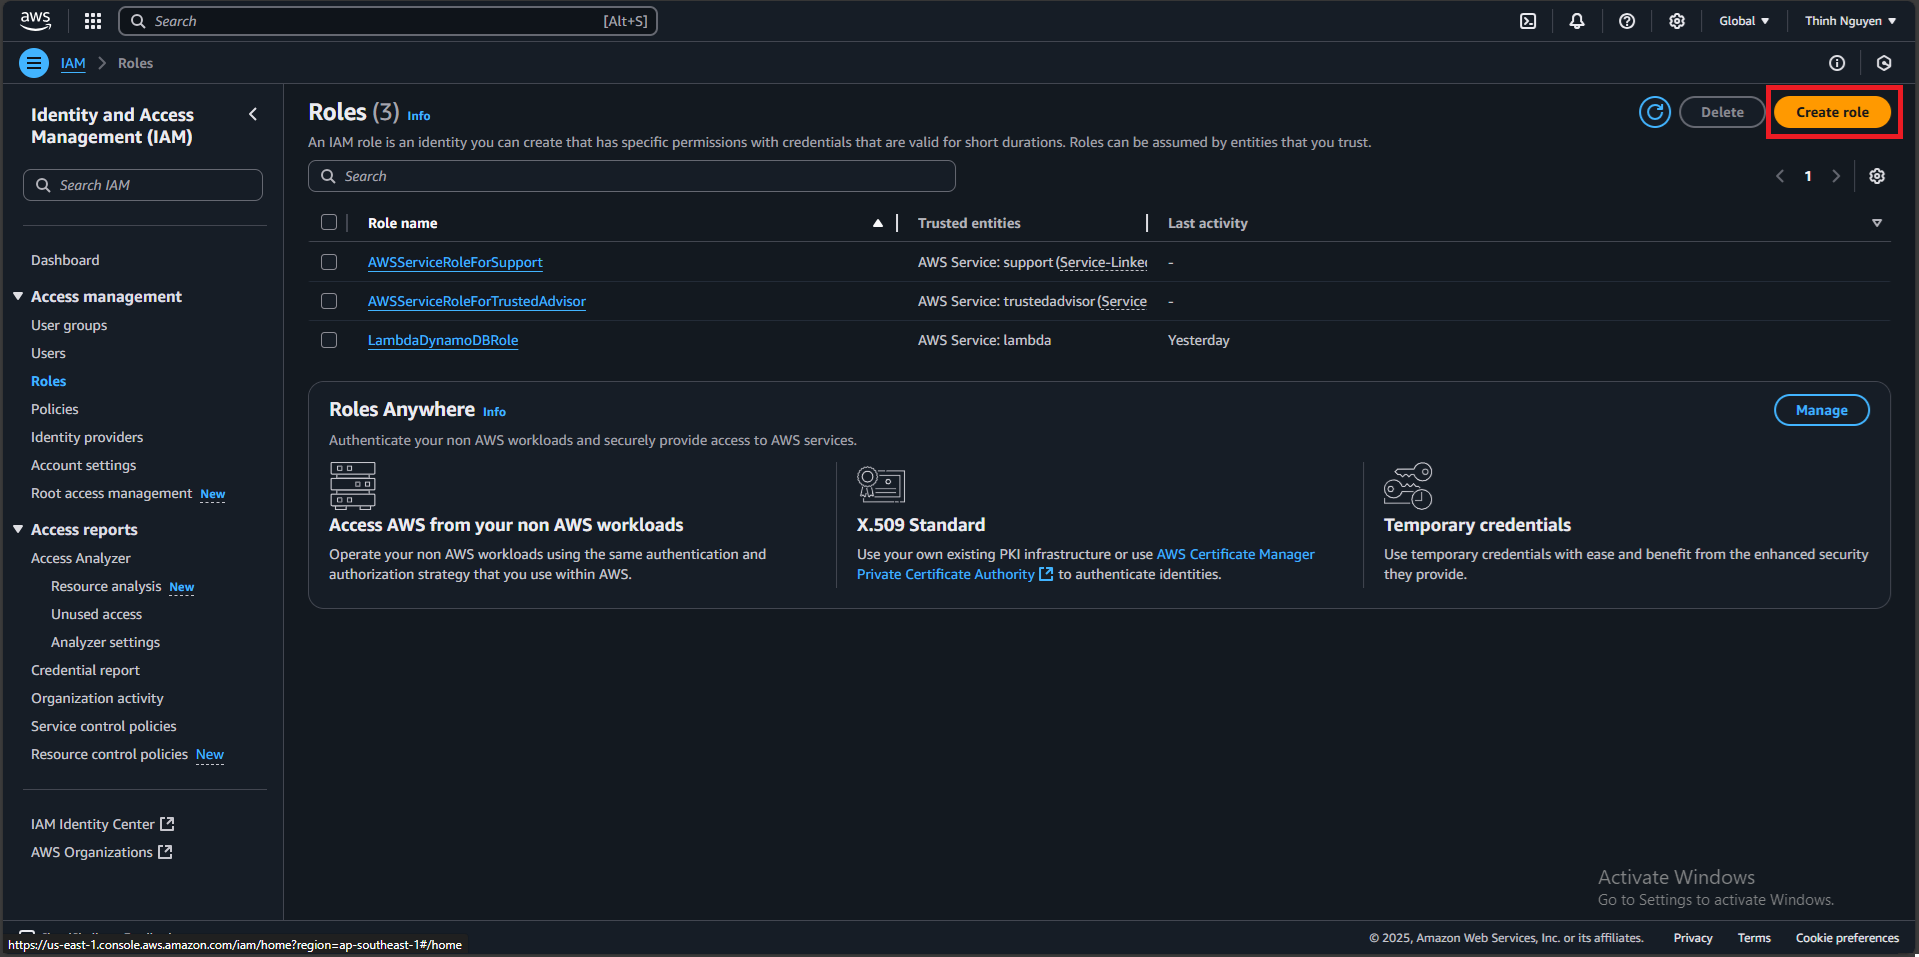 aws
Search [Alt+S]
Global
Thinh Nguyen
IAM > Roles
Identity and Access Management (IAM)
Search IAM
Dashboard
Access management
User groups
Users
Roles
Policies
Identity providers
Account settings
Root access management New
Access reports
Access Analyzer
Resource analysis New
Unused access
Analyzer settings
Credential report
Organization activity
Service control policies
Resource control policies New
IAM Identity Center
AWS Organizations
Roles (3) Info
Delete
Create role
An IAM role is an identity you can create that has specific permissions with credentials that are valid for short durations. Roles can be assumed by entities that you trust.
Search
1
Role name Trusted entities Last activity
AWSServiceRoleForSupport AWS Service: support (Service-Linke -
AWSServiceRoleForTrustedAdvisor AWS Service: trustedadvisor (Service -
LambdaDynamoDBRole AWS Service: lambda Yesterday
Roles Anywhere Info
Manage
Authenticate your non AWS workloads and securely provide access to AWS services.
Access AWS from your non AWS workloads
Operate your non AWS workloads using the same authentication and
authorization strategy that you use within AWS.
X.509 Standard
Use your own existing PKI infrastructure or use AWS Certificate Manager
Private Certificate Authority to authenticate identities.
Temporary credentials
Use temporary credentials with ease and benefit from the enhanced security
they provide.
Activate Windows
Go to Settings to activate Windows.
https://us-east-1.console.aws.amazon.com/iam/home?region=ap-southeast-1#/home
© 2025, Amazon Web Services, Inc. or its affiliates. Privacy Terms Cookie preferences